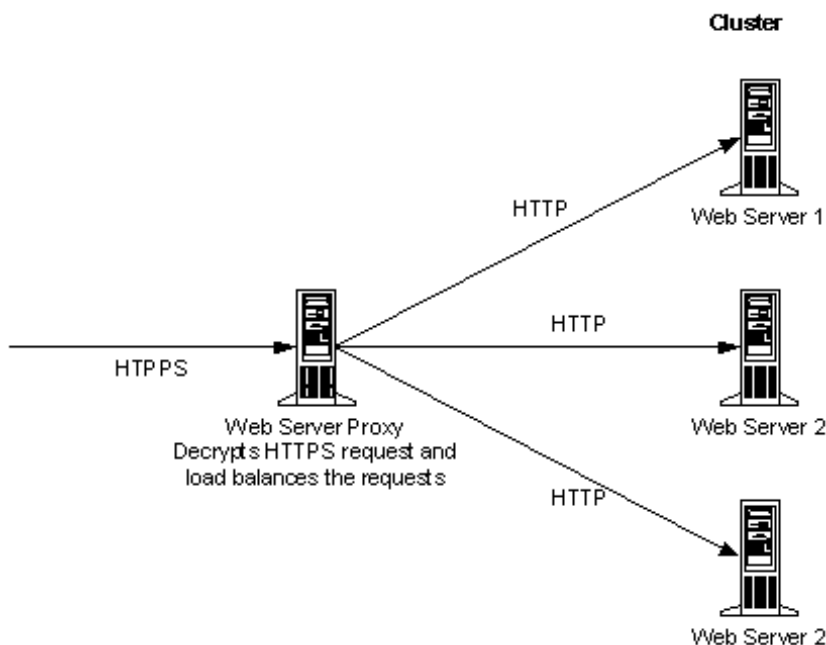 Cluster
Web Server 1
HTTP
HTTP
HTPPS
Web Server Proxy
Decrypts HTTPS request and
load balances the requests
Web Server 2
HTTP
Web Server 2